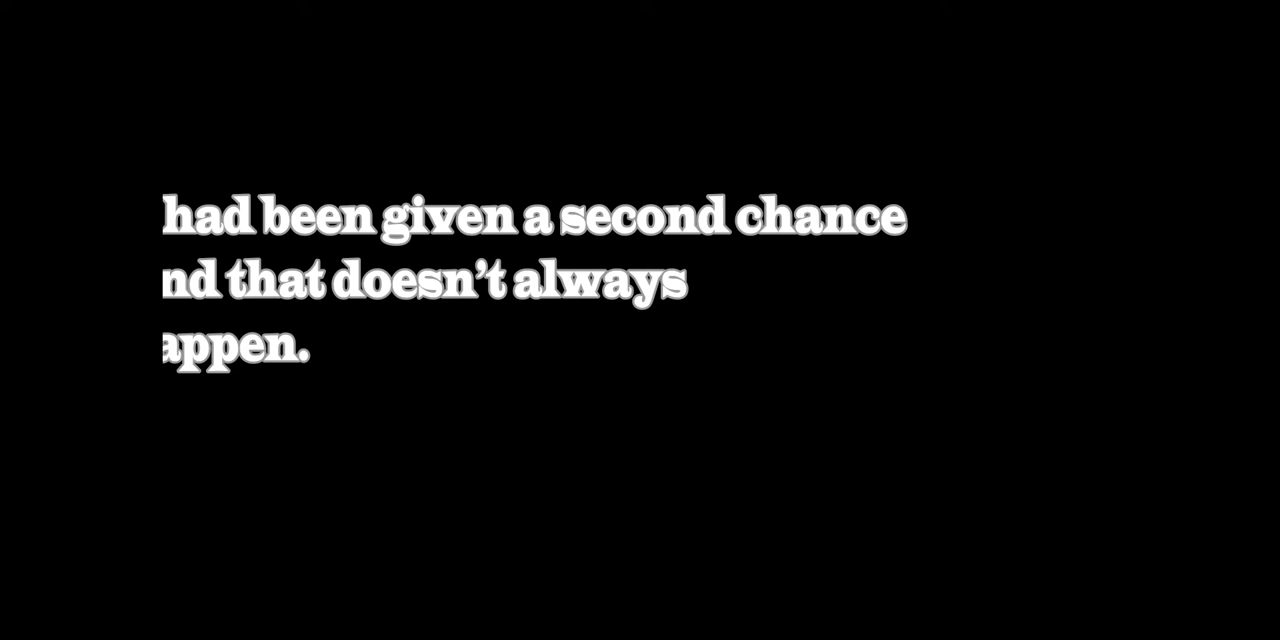 had been given a second chance
nd that doesn’t always
appen.